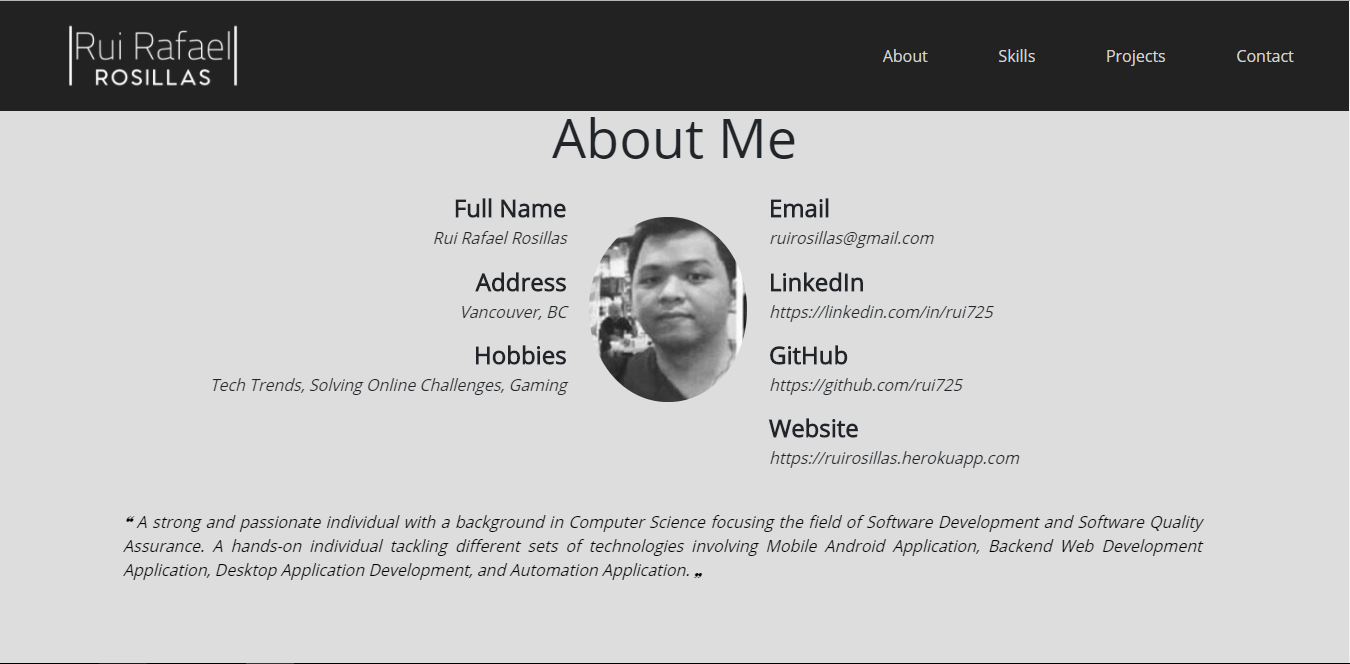 Rui Rafael
ROSILLAS
About
Skills
Projects
Contact
About Me
Full Name
Rui Rafael Rosillas
Address
Vancouver, BC
Hobbies
Tech Trends, Solving Online Challenges, Gaming
Email
ruirosillas@gmail.com
LinkedIn
https://linkedin.com/in/rui725
GitHub
https://github.com/rui725
Website
https://ruirosillas.herokuapp.com
❝ A strong and passionate individual with a background in Computer Science focusing the field of Software Development and Software Quality
Assurance. A hands-on individual tackling different sets of technologies involving Mobile Android Application, Backend Web Development
Application, Desktop Application Development, and Automation Application. ❠